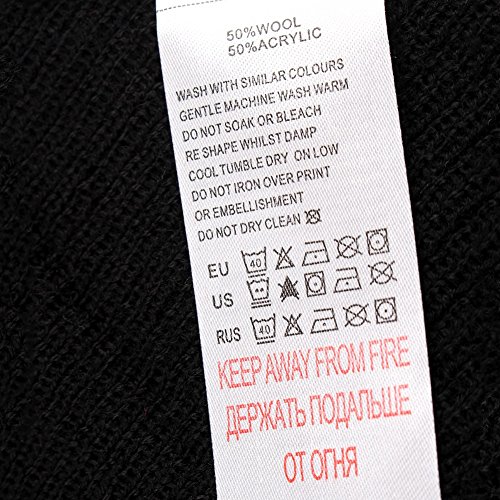 50%WOOL
50%ACRYLIC
WASH WITH SIMILAR COLOURS
GENTLE MACHINE WASH WARM
DO NOT SOAK OR BLEACH
RE SHAPE WHILST DAMP
COOL TUMBLE DRY ON LOW
DO NOT IRON OVER PRINT
OR EMBELLISHMENT
DO NOT DRY CLEAN
EU 40
US
RUS 40
KEEP AWAY FROM FIRE
ДЕРЖАТЬ ПОДАЛЬШЕ
ОТ ОГНЯ